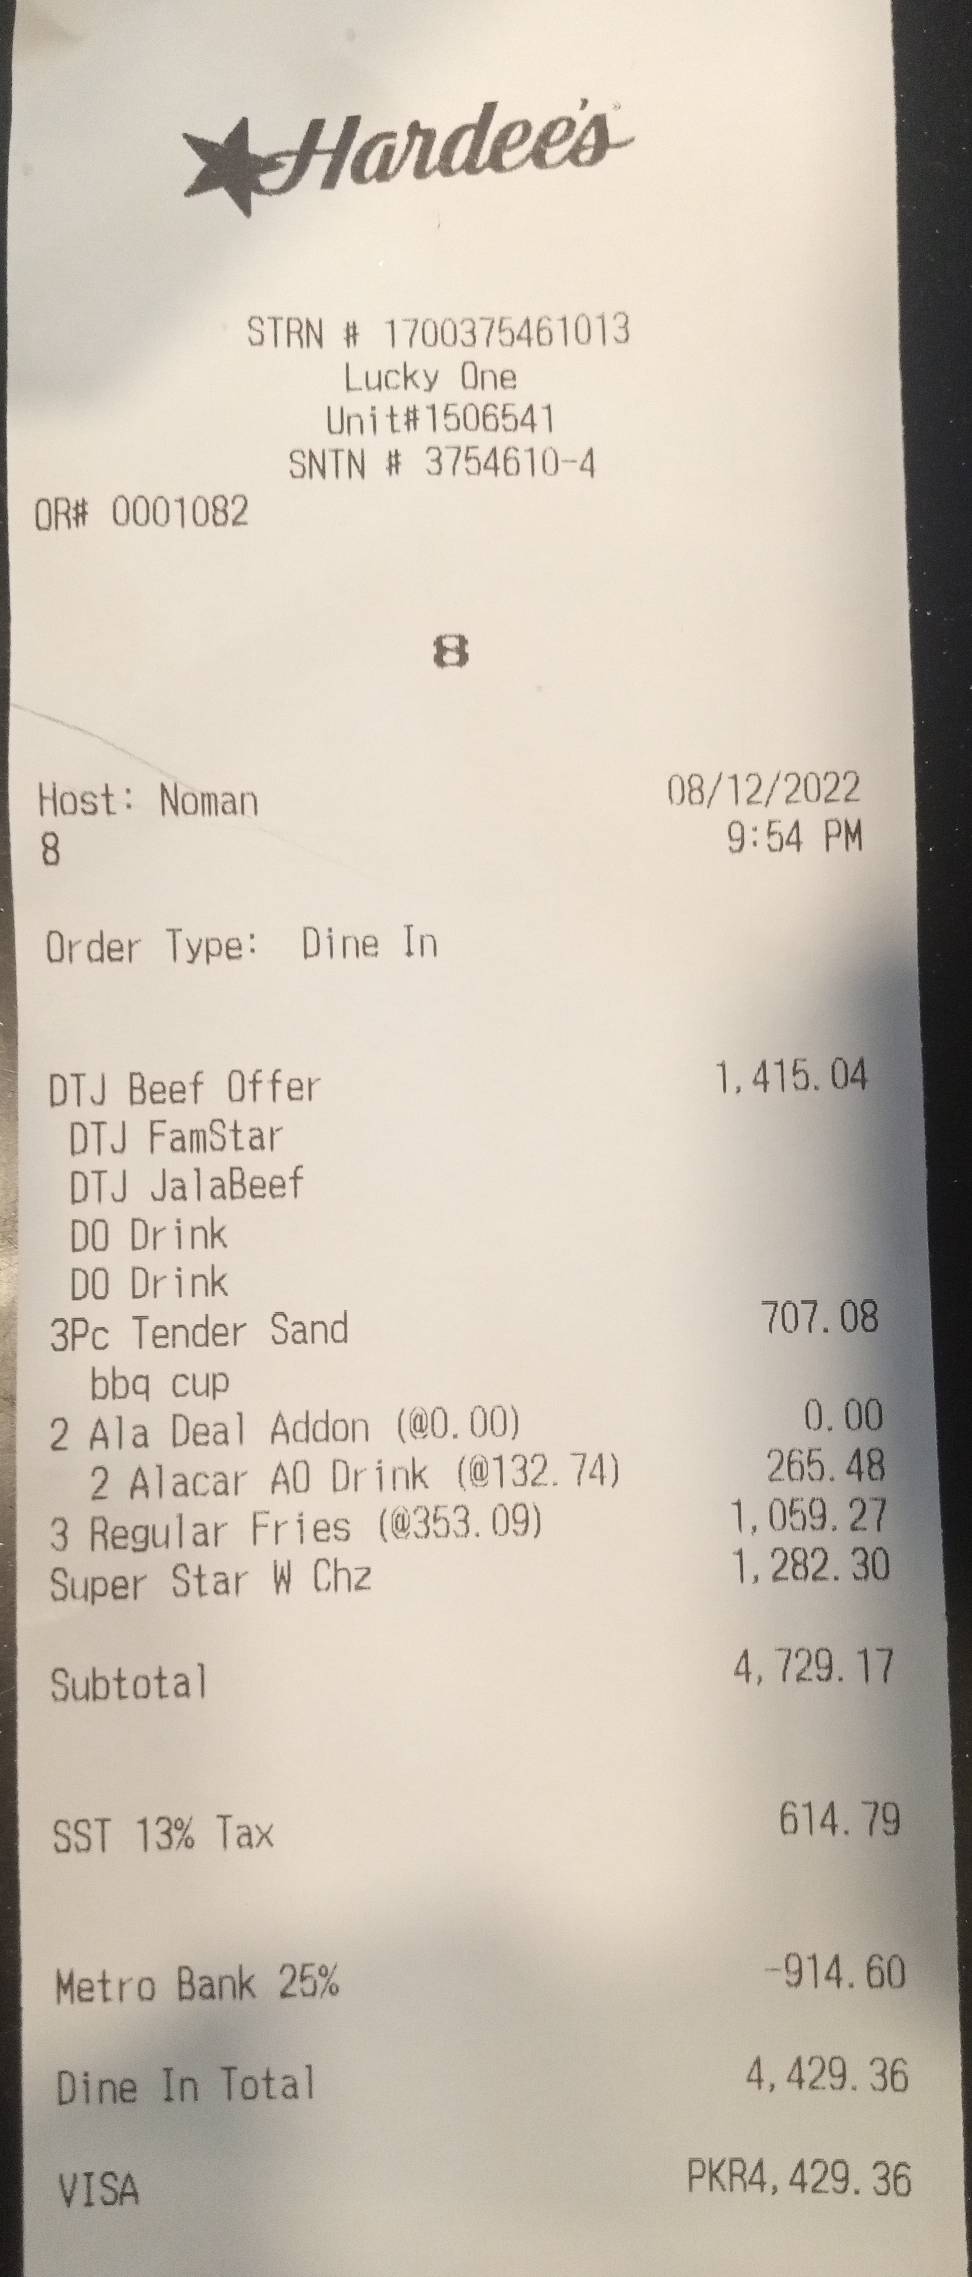 Hardee's
STRN # 1700375461013
Lucky One
Unit#1506541
SNTN # 3754610-4
OR# 0001082
8
Host: Noman 08/12/2022
8 9:54 PM
Order Type: Dine In
DTJ Beef Offer 1,415.04
DTJ FamStar
DTJ JalaBeef
DO Drink
DO Drink
3Pc Tender Sand 707.08
bbq cup
2 Ala Deal Addon (@0.00) 0.00
2 Alacar AO Drink (@132.74) 265.48
3 Regular Fries (@353.09) 1,059.27
Super Star W Chz 1,282.30
Subtotal 4,729.17
SST 13% Tax 614.79
Metro Bank 25% -914.60
Dine In Total 4,429.36
VISA PKR4,429.36